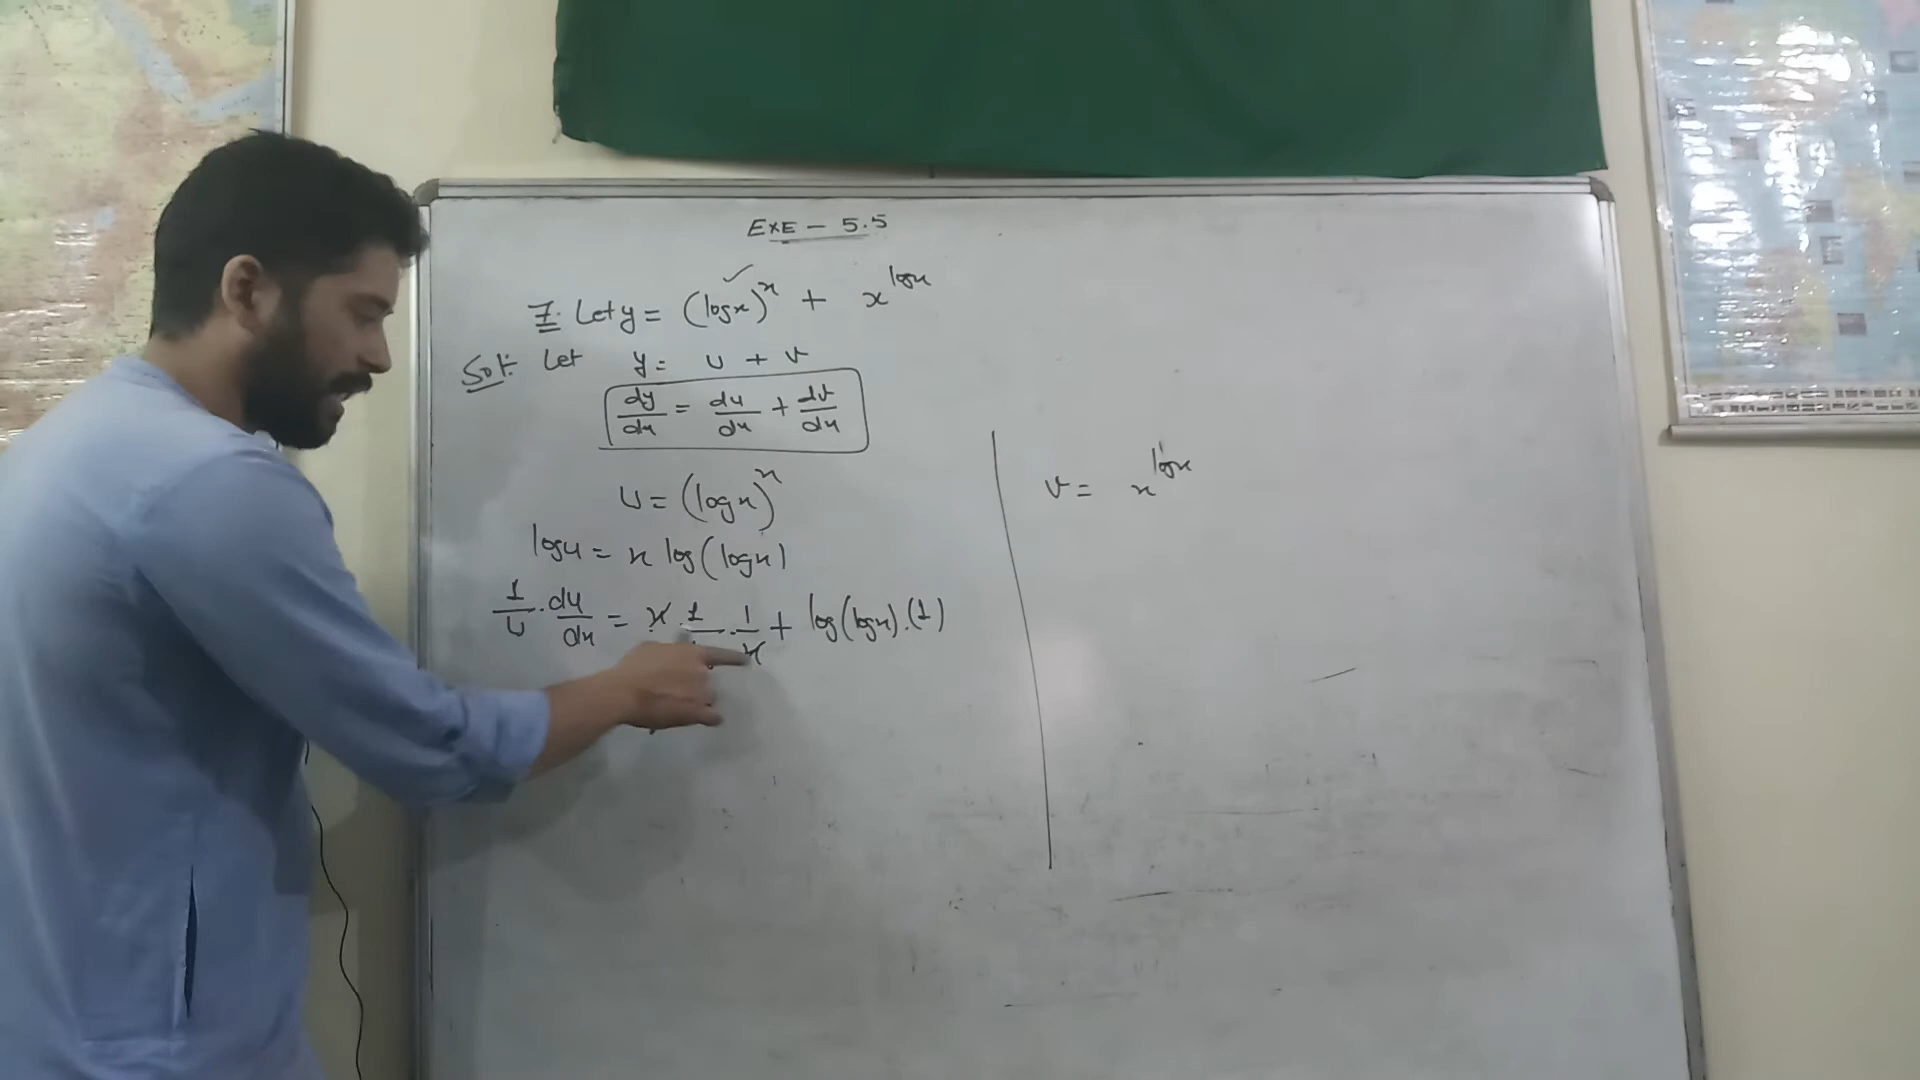 EXE - 5.5
7. Let y = (log x)^x + x^log x
Sol: Let y = u + v
dy/dx = du/dx + dv/dx
u = (log x)^x
log u = x log(log x)
1/u . du/dx = x . 1/ . 1/x + log(log x).(1)
v = x^log x